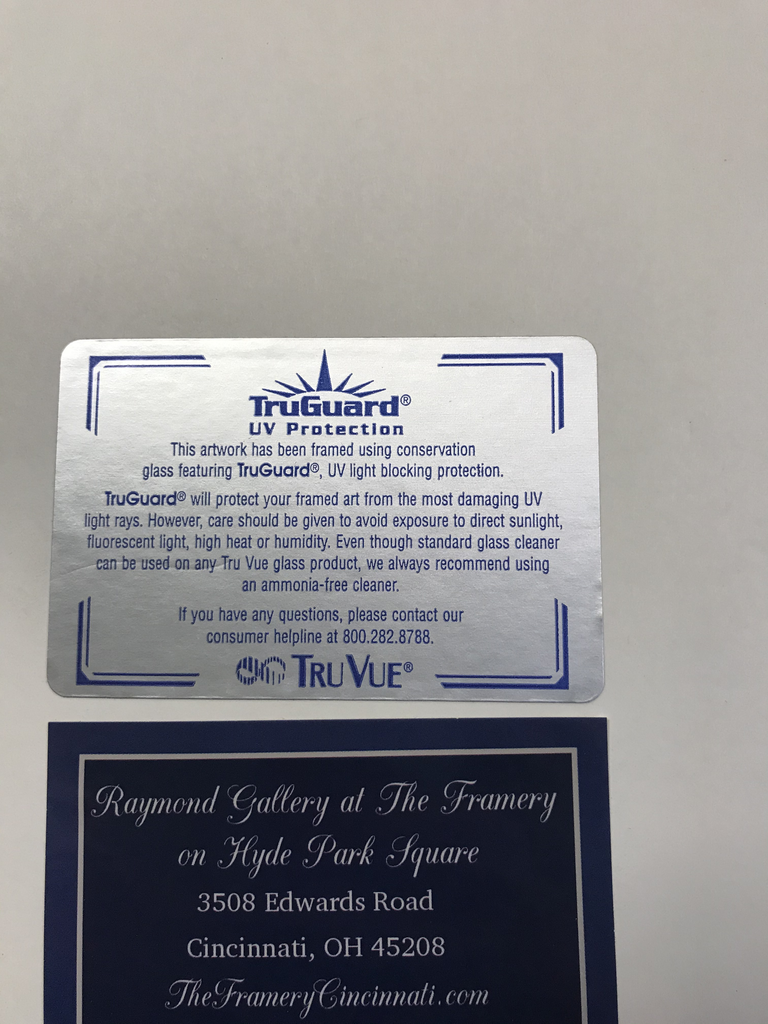 TruGuard®
UV Protection
This artwork has been framed using conservation
glass featuring TruGuard®, UV light blocking protection.
TruGuard® will protect your framed art from the most damaging UV
light rays. However, care should be given to avoid exposure to direct sunlight,
fluorescent light, high heat or humidity. Even though standard glass cleaner
can be used on any Tru Vue glass product, we always recommend using
an ammonia-free cleaner.
If you have any questions, please contact our
consumer helpline at 800.282.8788.
TRU VUE®
Raymond Gallery at The Framery
on Hyde Park Square
3508 Edwards Road
Cincinnati, OH 45208
TheFrameryCincinnati.com